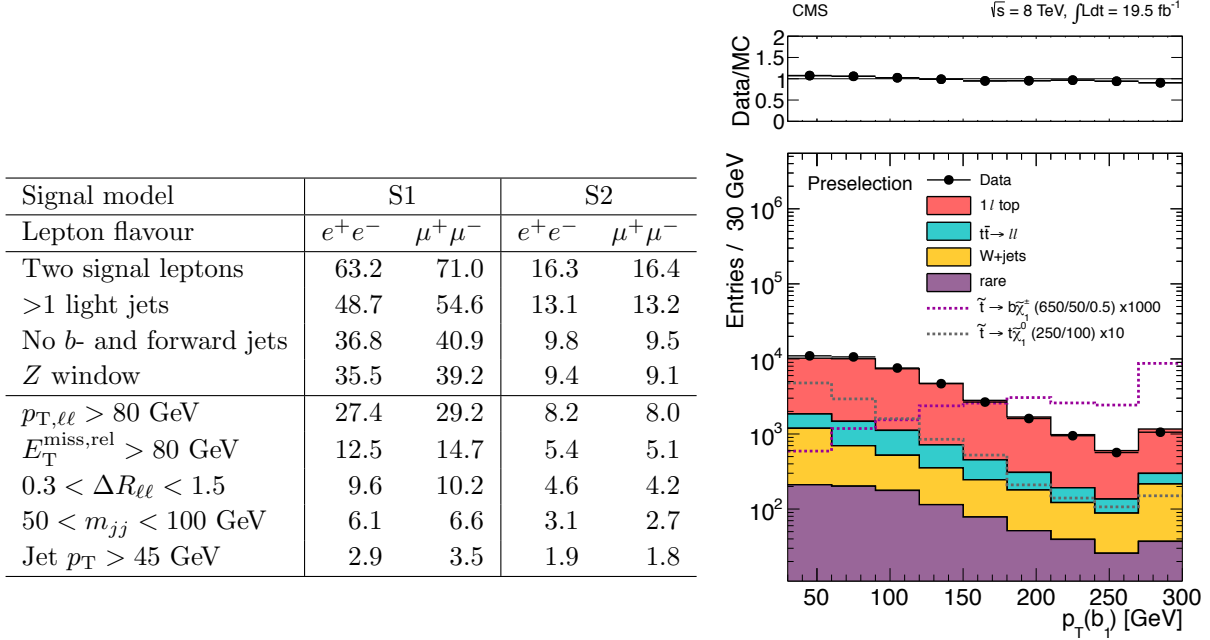 Signal model S1 S2
Lepton flavour e⁺e⁻ μ⁺μ⁻ e⁺e⁻ μ⁺μ⁻
Two signal leptons 63.2 71.0 16.3 16.4
>1 light jets 48.7 54.6 13.1 13.2
No b- and forward jets 36.8 40.9 9.8 9.5
Z window 35.5 39.2 9.4 9.1
p_{T,ℓℓ} > 80 GeV 27.4 29.2 8.2 8.0
E_T^{miss,rel} > 80 GeV 12.5 14.7 5.4 5.1
0.3 < ΔR_{ℓℓ} < 1.5 9.6 10.2 4.6 4.2
50 < m_{jj} < 100 GeV 6.1 6.6 3.1 2.7
Jet p_T > 45 GeV 2.9 3.5 1.9 1.8
CMS √s = 8 TeV, ∫Ldt = 19.5 fb⁻¹
Data/MC
2
1.5
1
0.5
0
Entries / 30 GeV
10⁶
10⁵
10⁴
10³
10²
Preselection
Data
1 l top
tt̄ → ll
W+jets
rare
t̃ → bχ̃₁^± (650/50/0.5) x1000
t̃ → tχ̃₁⁰ (250/100) x10
50 100 150 200 250 300
p_T(b_1) [GeV]